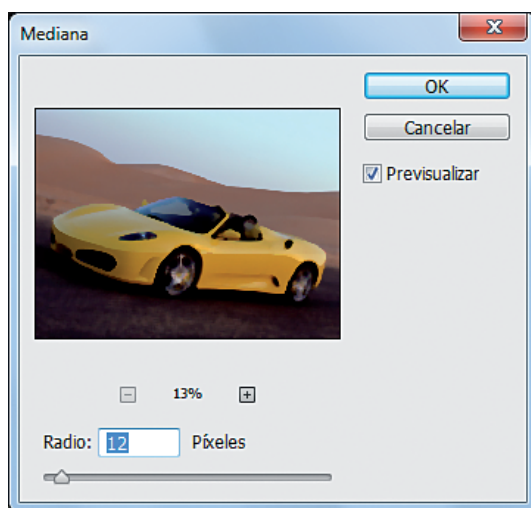 Mediana
OK
Cancelar
Previsualizar
13%
Radio: 12 Píxeles